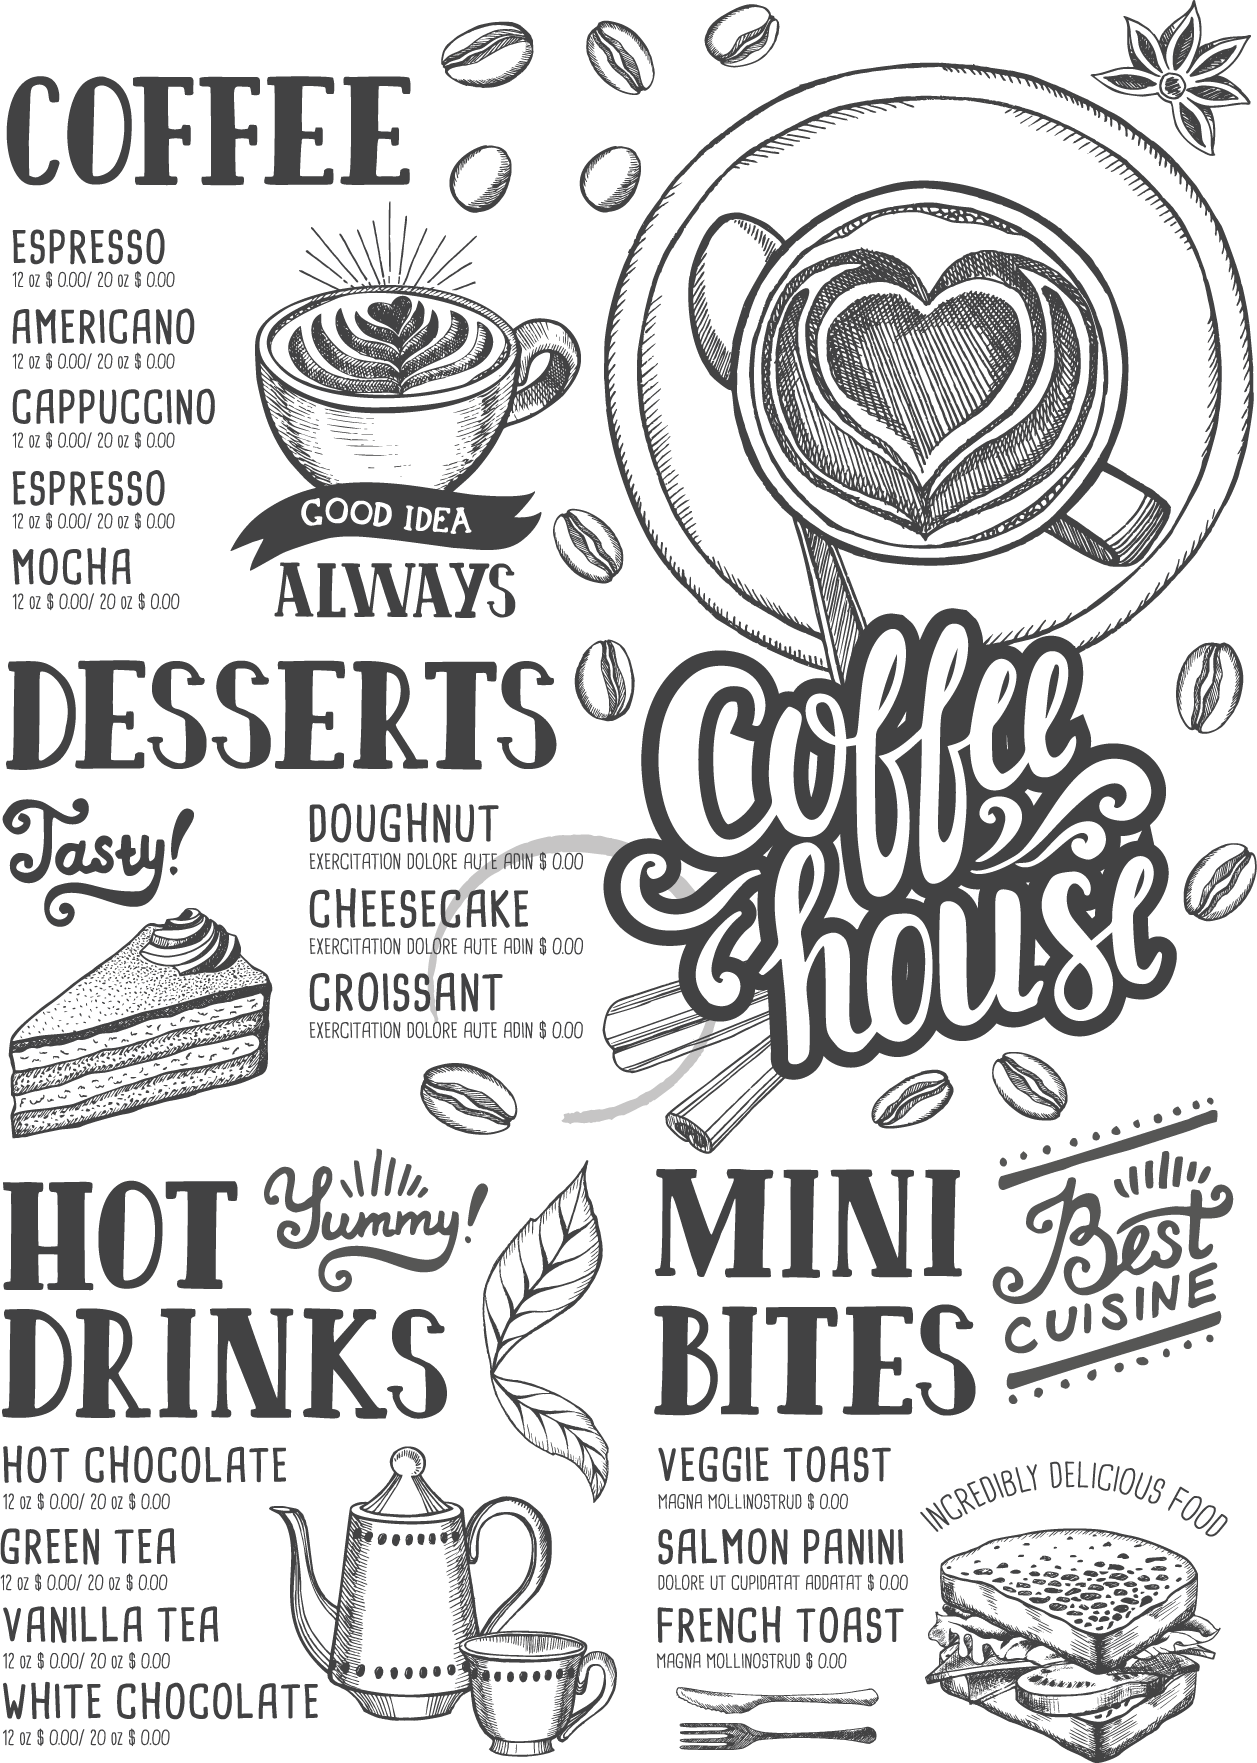 COFFEE
ESPRESSO
12 oz $ 0.00/ 20 oz $ 0.00
AMERICANO
12 oz $ 0.00/ 20 oz $ 0.00
CAPPUCCINO
12 oz $ 0.00/ 20 oz $ 0.00
ESPRESSO
12 oz $ 0.00/ 20 oz $ 0.00
MOCHA
12 oz $ 0.00/ 20 oz $ 0.00
GOOD IDEA
ALWAYS
Coffee
house
DESSERTS
Tasty!
DOUGHNUT
EXERCITATION DOLORE AUTE ADIN $ 0.00
CHEESECAKE
EXERCITATION DOLORE AUTE ADIN $ 0.00
CROISSANT
EXERCITATION DOLORE AUTE ADIN $ 0.00
HOT
DRINKS
Yummy!
HOT CHOCOLATE
12 oz $ 0.00/ 20 oz $ 0.00
GREEN TEA
12 oz $ 0.00/ 20 oz $ 0.00
VANILLA TEA
12 oz $ 0.00/ 20 oz $ 0.00
WHITE CHOCOLATE
12 oz $ 0.00/ 20 oz $ 0.00
MINI
BITES
Best
CUISINE
VEGGIE TOAST
MAGNA MOLLINOSTRUD $ 0.00
SALMON PANINI
DOLORE UT CUPIDATAT ADDATAT $ 0.00
FRENCH TOAST
MAGNA MOLLINOSTRUD $ 0.00
INCREDIBLY DELICIOUS FOOD